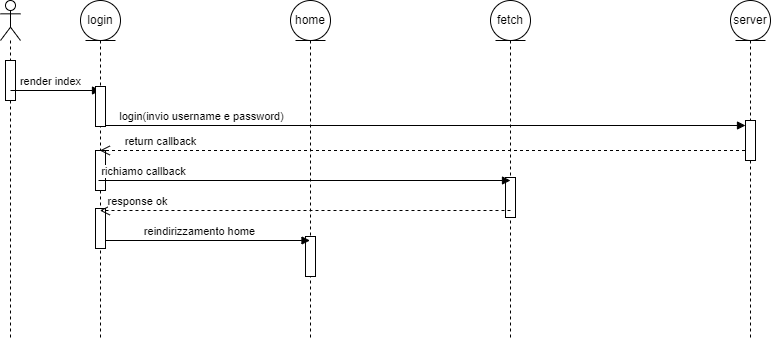 login
home
fetch
server
render index
login(invio username e password)
return callback
richiamo callback
response ok
reindirizzamento home